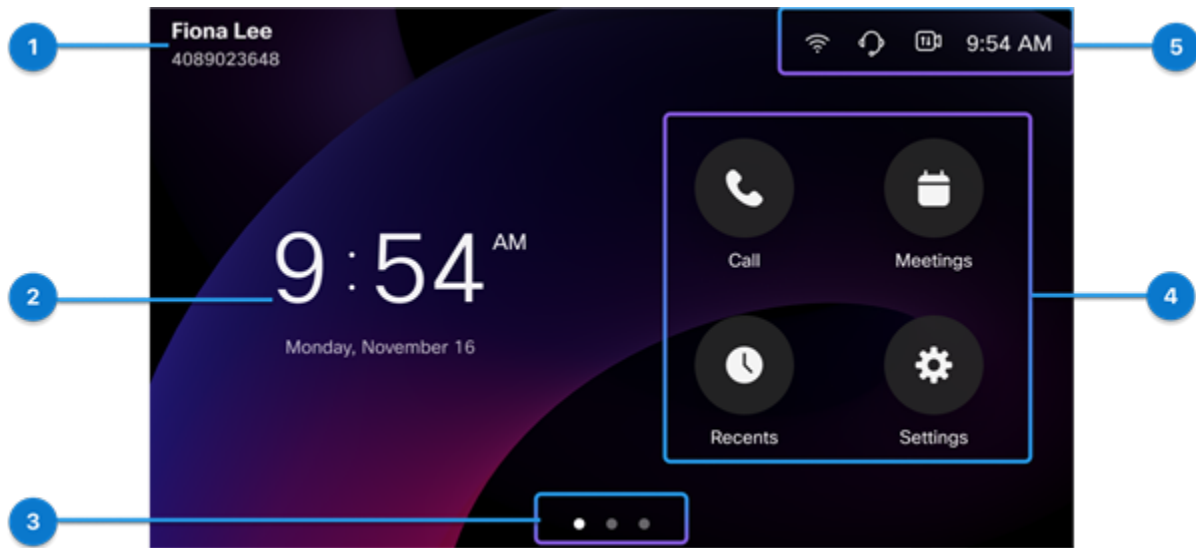 1
Fiona Lee
4089023648
9:54 AM
5
Call
Meetings
4
9:54 AM
2
Monday, November 16
Recents
Settings
3